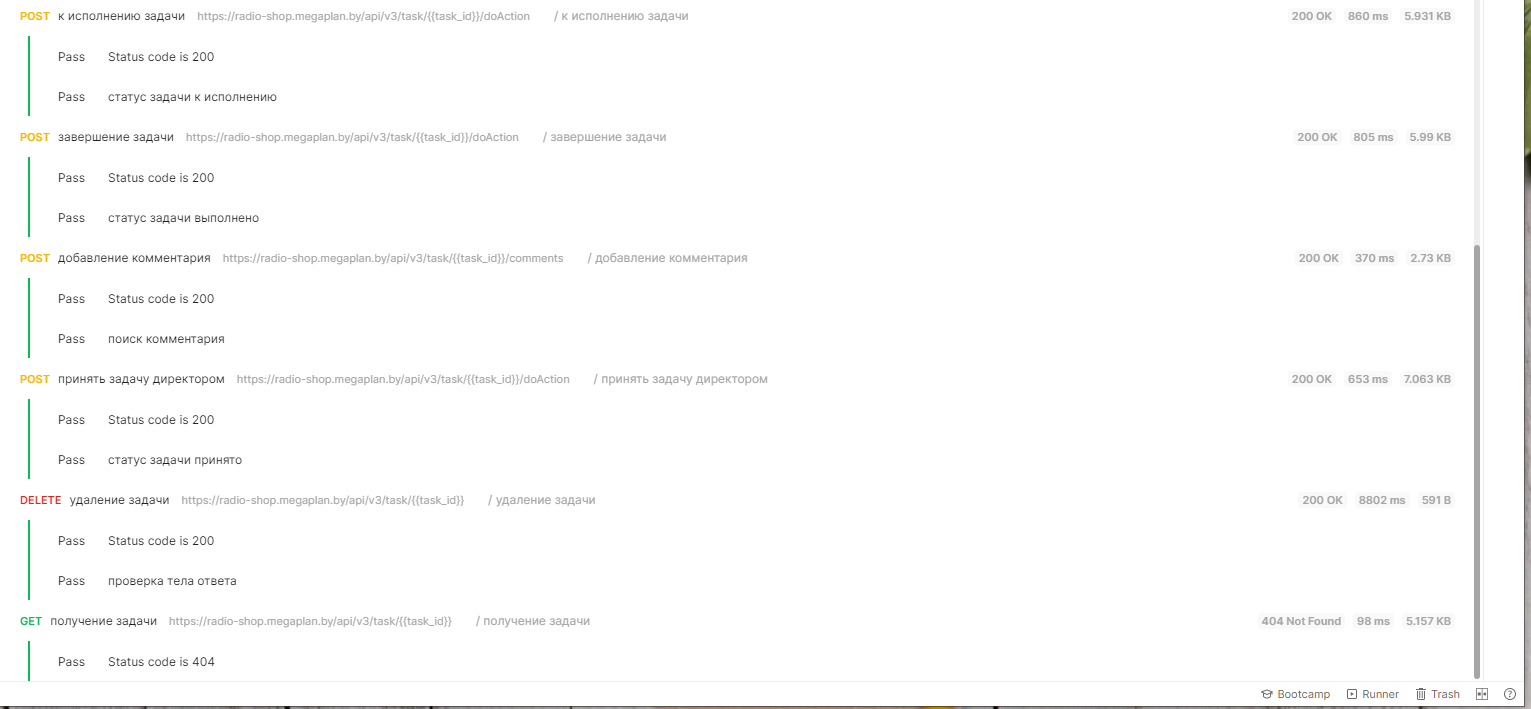 POST к исполнению задачи https://radio-shop.megaplan.by/api/v3/task/{{task_id}}/doAction / к исполнению задачи 200 OK 860 ms 5.931 KB
Pass Status code is 200
Pass статус задачи к исполнению
POST завершение задачи https://radio-shop.megaplan.by/api/v3/task/{{task_id}}/doAction / завершение задачи 200 OK 805 ms 5.99 KB
Pass Status code is 200
Pass статус задачи выполнено
POST добавление комментария https://radio-shop.megaplan.by/api/v3/task/{{task_id}}/comments / добавление комментария 200 OK 370 ms 2.73 KB
Pass Status code is 200
Pass поиск комментария
POST принять задачу директором https://radio-shop.megaplan.by/api/v3/task/{{task_id}}/doAction / принять задачу директором 200 OK 653 ms 7.063 KB
Pass Status code is 200
Pass статус задачи принято
DELETE удаление задачи https://radio-shop.megaplan.by/api/v3/task/{{task_id}} / удаление задачи 200 OK 8802 ms 591 B
Pass Status code is 200
Pass проверка тела ответа
GET получение задачи https://radio-shop.megaplan.by/api/v3/task/{{task_id}} / получение задачи 404 Not Found 98 ms 5.157 KB
Pass Status code is 404
Bootcamp Runner Trash